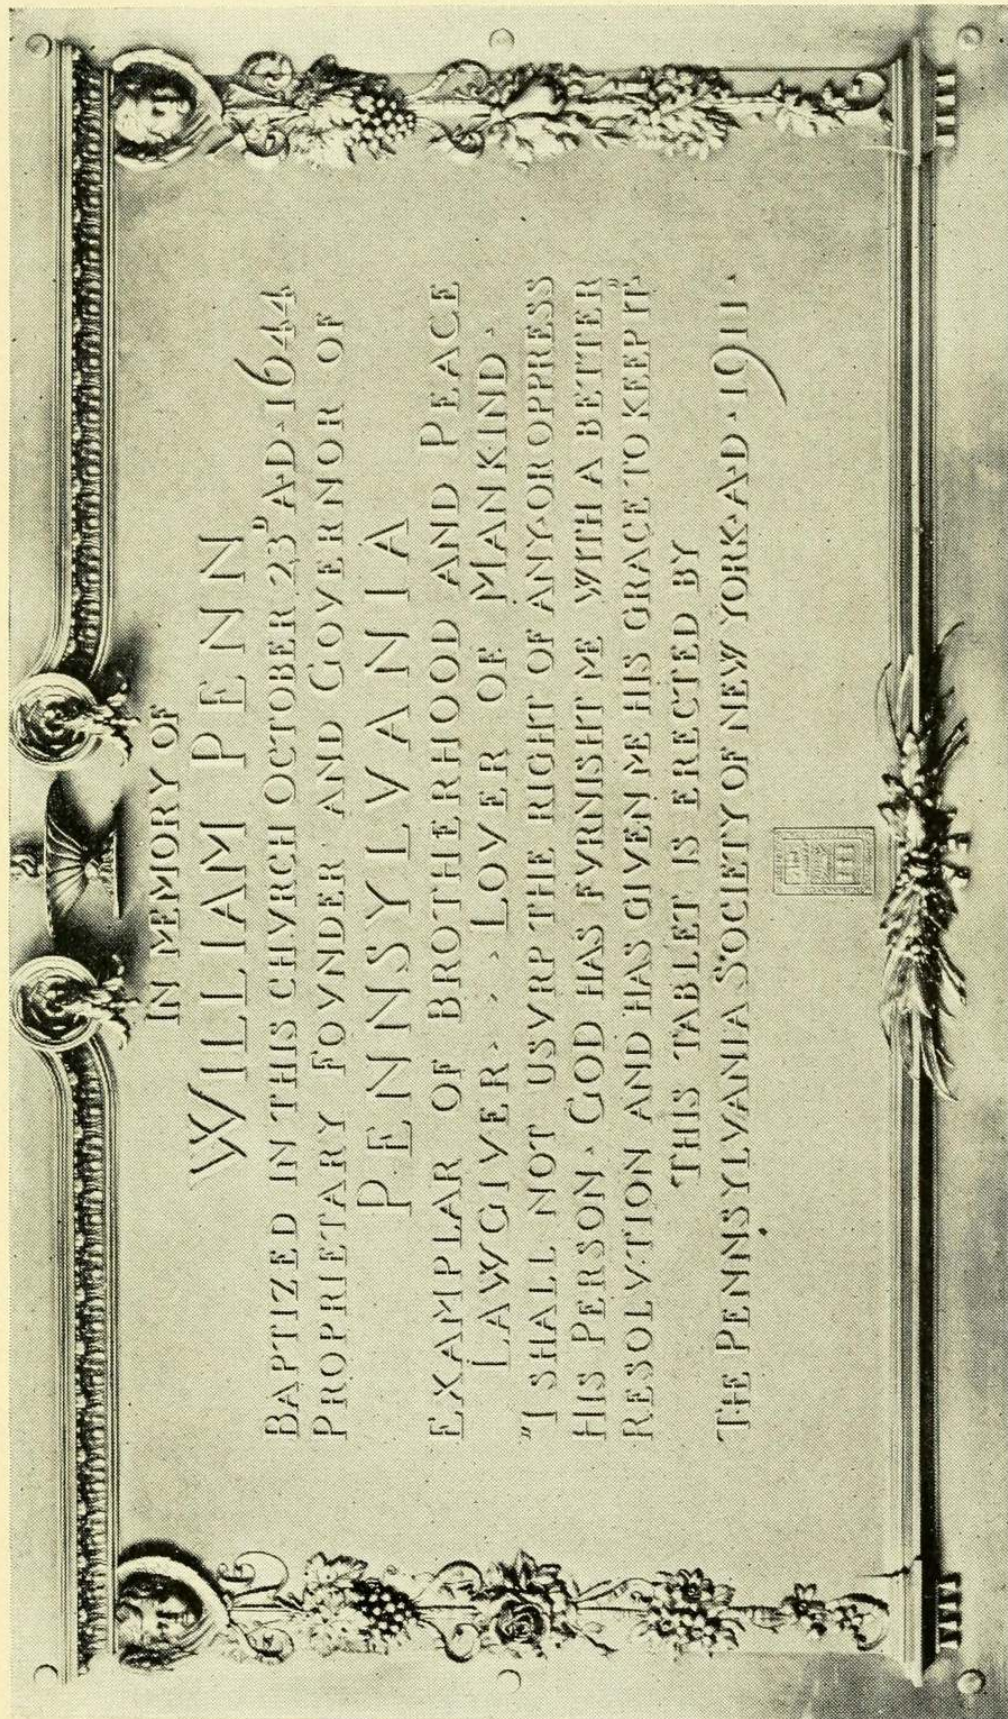 IN MEMORY OF
WILLIAM PENN
BAPTIZED IN THIS CHVRCH OCTOBER 23D A·D·1644
PROPRIETARY FOVNDER AND GOVERNOR OF
PENNSYLVANIA
EXAMPLAR OF BROTHERHOOD AND PEACE
LAWGIVER · · LOVER OF MANKIND ·
"I SHALL NOT USVRP THE RIGHT OF ANY·OR OPPRESS
HIS PERSON · GOD HAS FVRNISHT ME WITH A BETTER
RESOLVTION AND HAS GIVEN ME HIS GRACE TO KEEP IT"
THIS TABLET IS ERECTED BY
THE PENNSYLVANIA SOCIETY OF NEW YORK·A·D·1911·